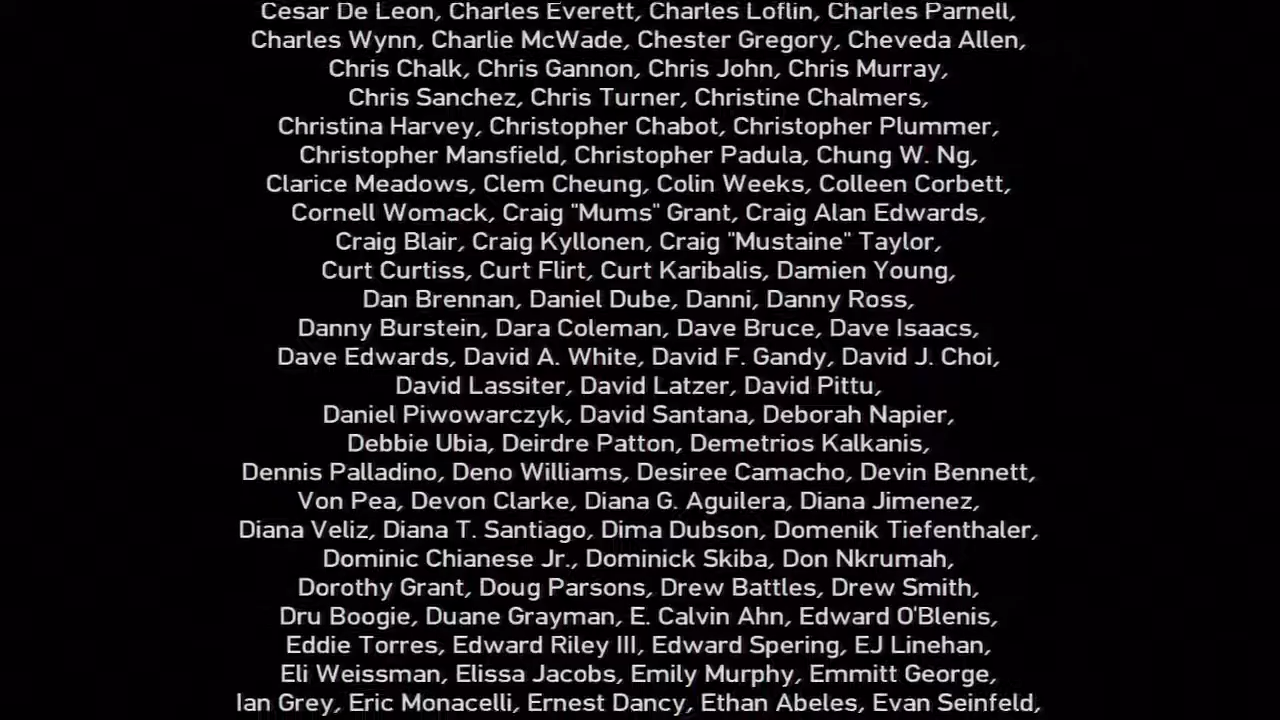 Cesar De Leon, Charles Everett, Charles Loflin, Charles Parnell,
Charles Wynn, Charlie McWade, Chester Gregory, Cheveda Allen,
Chris Chalk, Chris Gannon, Chris John, Chris Murray,
Chris Sanchez, Chris Turner, Christine Chalmers,
Christina Harvey, Christopher Chabot, Christopher Plummer,
Christopher Mansfield, Christopher Padula, Chung W. Ng,
Clarice Meadows, Clem Cheung, Colin Weeks, Colleen Corbett,
Cornell Womack, Craig "Mums" Grant, Craig Alan Edwards,
Craig Blair, Craig Kyllonen, Craig "Mustaine" Taylor,
Curt Curtiss, Curt Flirt, Curt Karibalis, Damien Young,
Dan Brennan, Daniel Dube, Danni, Danny Ross,
Danny Burstein, Dara Coleman, Dave Bruce, Dave Isaacs,
Dave Edwards, David A. White, David F. Gandy, David J. Choi,
David Lassiter, David Latzer, David Pittu,
Daniel Piwowarczyk, David Santana, Deborah Napier,
Debbie Ubia, Deirdre Patton, Demetrios Kalkanis,
Dennis Palladino, Deno Williams, Desiree Camacho, Devin Bennett,
Von Pea, Devon Clarke, Diana G. Aguilera, Diana Jimenez,
Diana Veliz, Diana T. Santiago, Dima Dubson, Domenik Tiefenthaler,
Dominic Chianese Jr., Dominick Skiba, Don Nkrumah,
Dorothy Grant, Doug Parsons, Drew Battles, Drew Smith,
Dru Boogie, Duane Grayman, E. Calvin Ahn, Edward O'Blenis,
Eddie Torres, Edward Riley III, Edward Spering, EJ Linehan,
Eli Weissman, Elissa Jacobs, Emily Murphy, Emmitt George,
Ian Grey, Eric Monacelli, Ernest Dancy, Ethan Abeles, Evan Seinfeld,